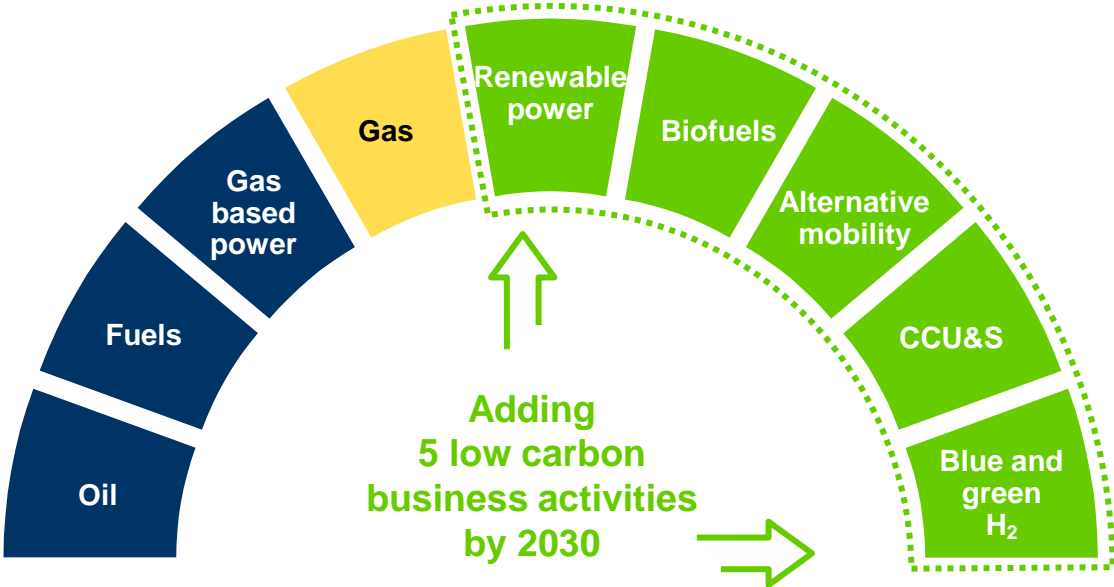 Oil
Fuels
Gas
based
power
Gas
Renewable
power
Biofuels
Alternative
mobility
CCU&S
Blue and
green
H₂
Adding
5 low carbon
business activities
by 2030